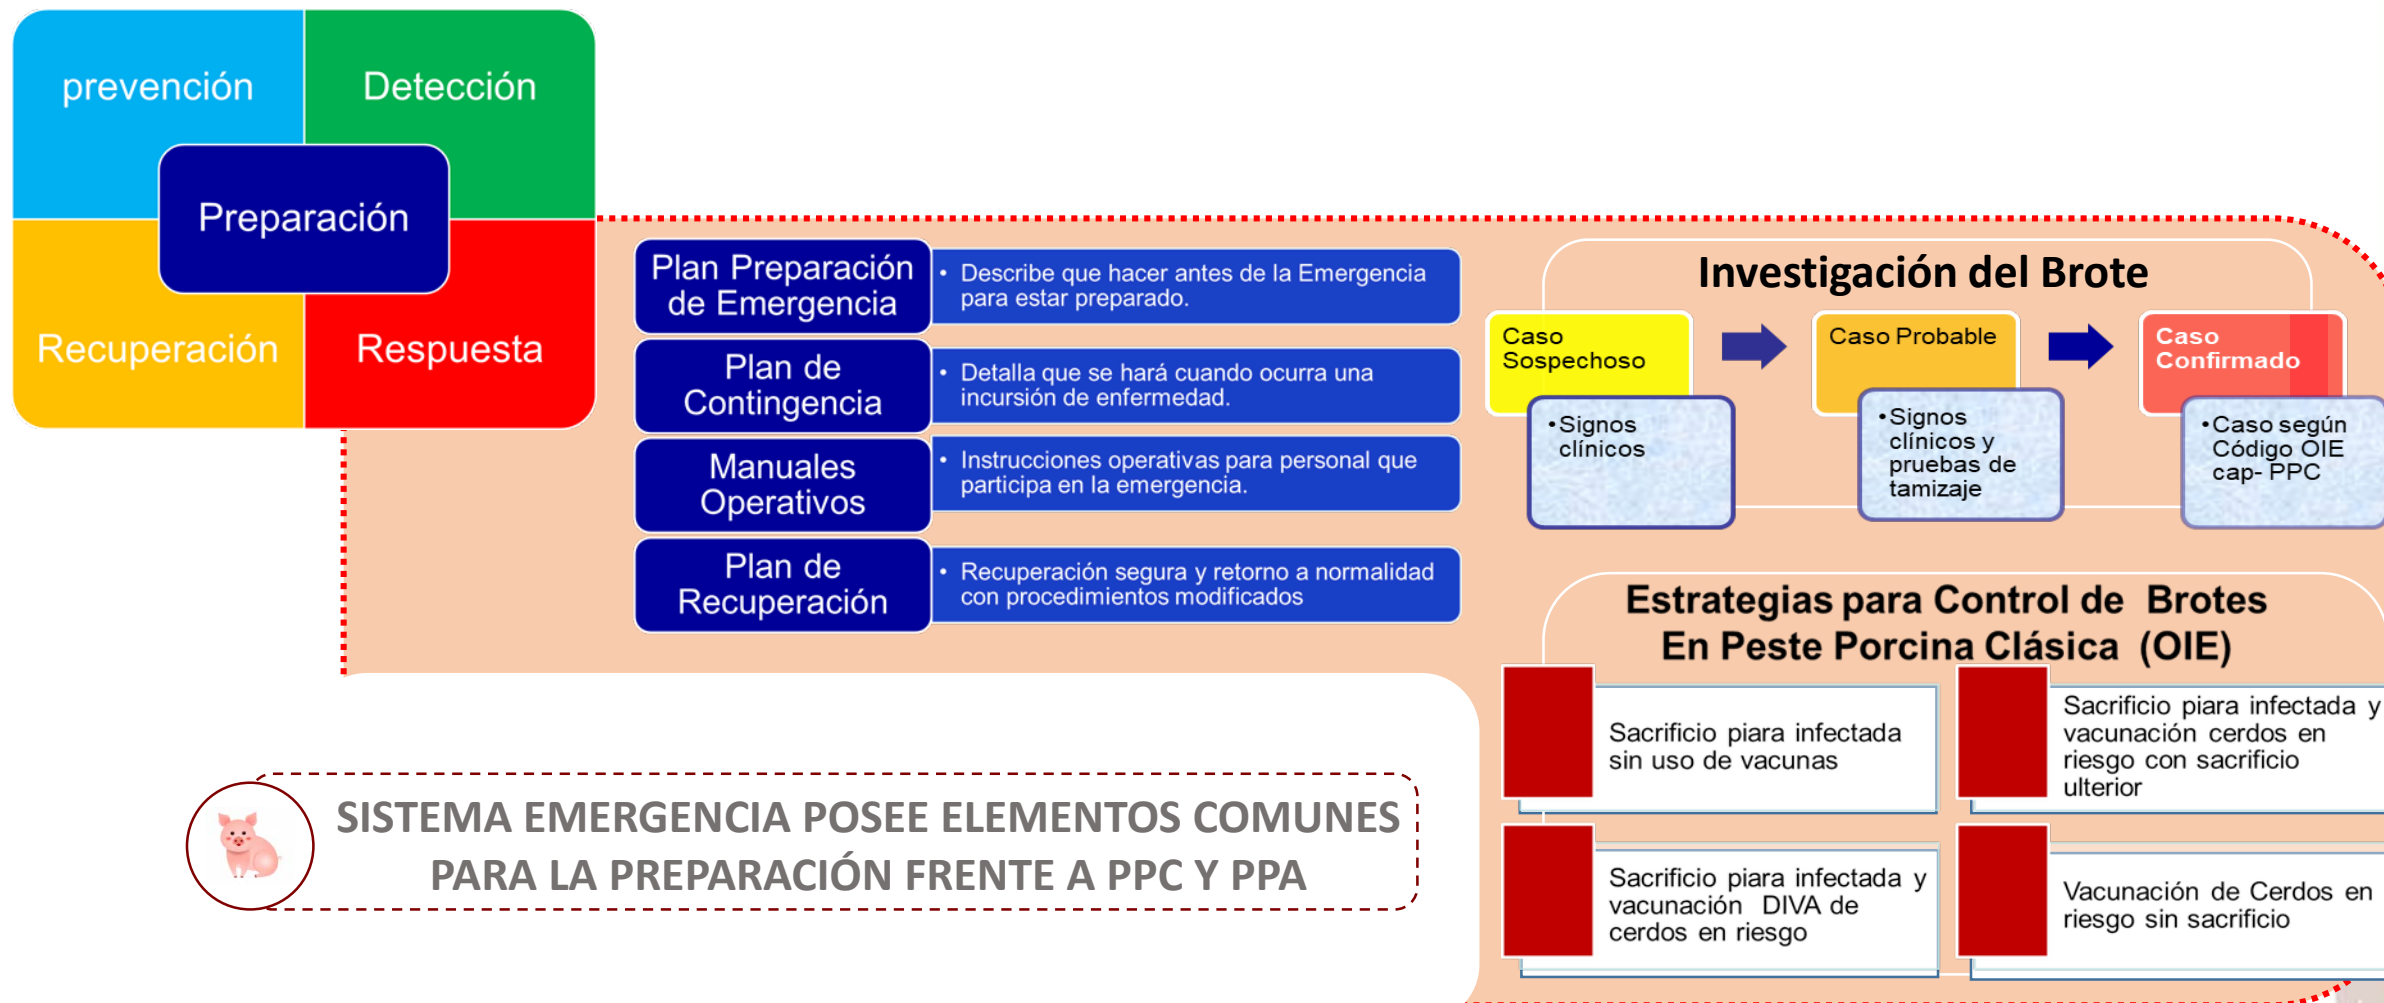 prevención
Detección
Preparación
Recuperación
Respuesta
Plan Preparación
de Emergencia
• Describe que hacer antes de la Emergencia
para estar preparado.
Plan de
Contingencia
• Detalla que se hará cuando ocurra una
incursión de enfermedad.
Manuales
Operativos
• Instrucciones operativas para personal que
participa en la emergencia.
Plan de
Recuperación
• Recuperación segura y retorno a normalidad
con procedimientos modificados
Investigación del Brote
Caso
Sospechoso
•Signos
clínicos
Caso Probable
•Signos
clínicos y
pruebas de
tamizaje
Caso
Confirmado
•Caso según
Código OIE
cap- PPC
Estrategias para Control de Brotes
En Peste Porcina Clásica (OIE)
Sacrificio piara infectada
sin uso de vacunas
Sacrificio piara infectada y
vacunación cerdos en
riesgo con sacrificio
ulterior
Sacrificio piara infectada y
vacunación DIVA de
cerdos en riesgo
Vacunación de Cerdos en
riesgo sin sacrificio
SISTEMA EMERGENCIA POSEE ELEMENTOS COMUNES
PARA LA PREPARACIÓN FRENTE A PPC Y PPA